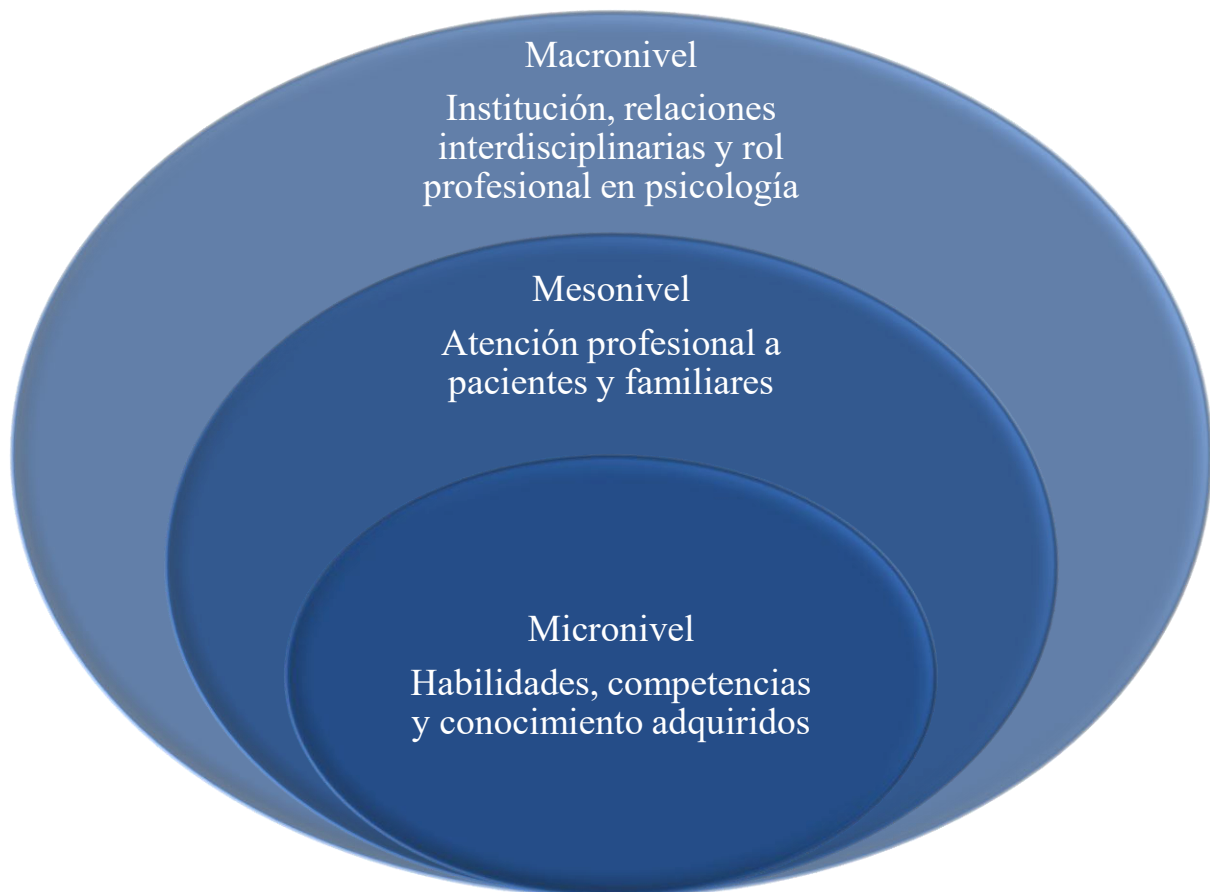 Macronivel
Institución, relaciones
interdisciplinarias y rol
profesional en psicología
Mesonivel
Atención profesional a
pacientes y familiares
Micronivel
Habilidades, competencias
y conocimiento adquiridos